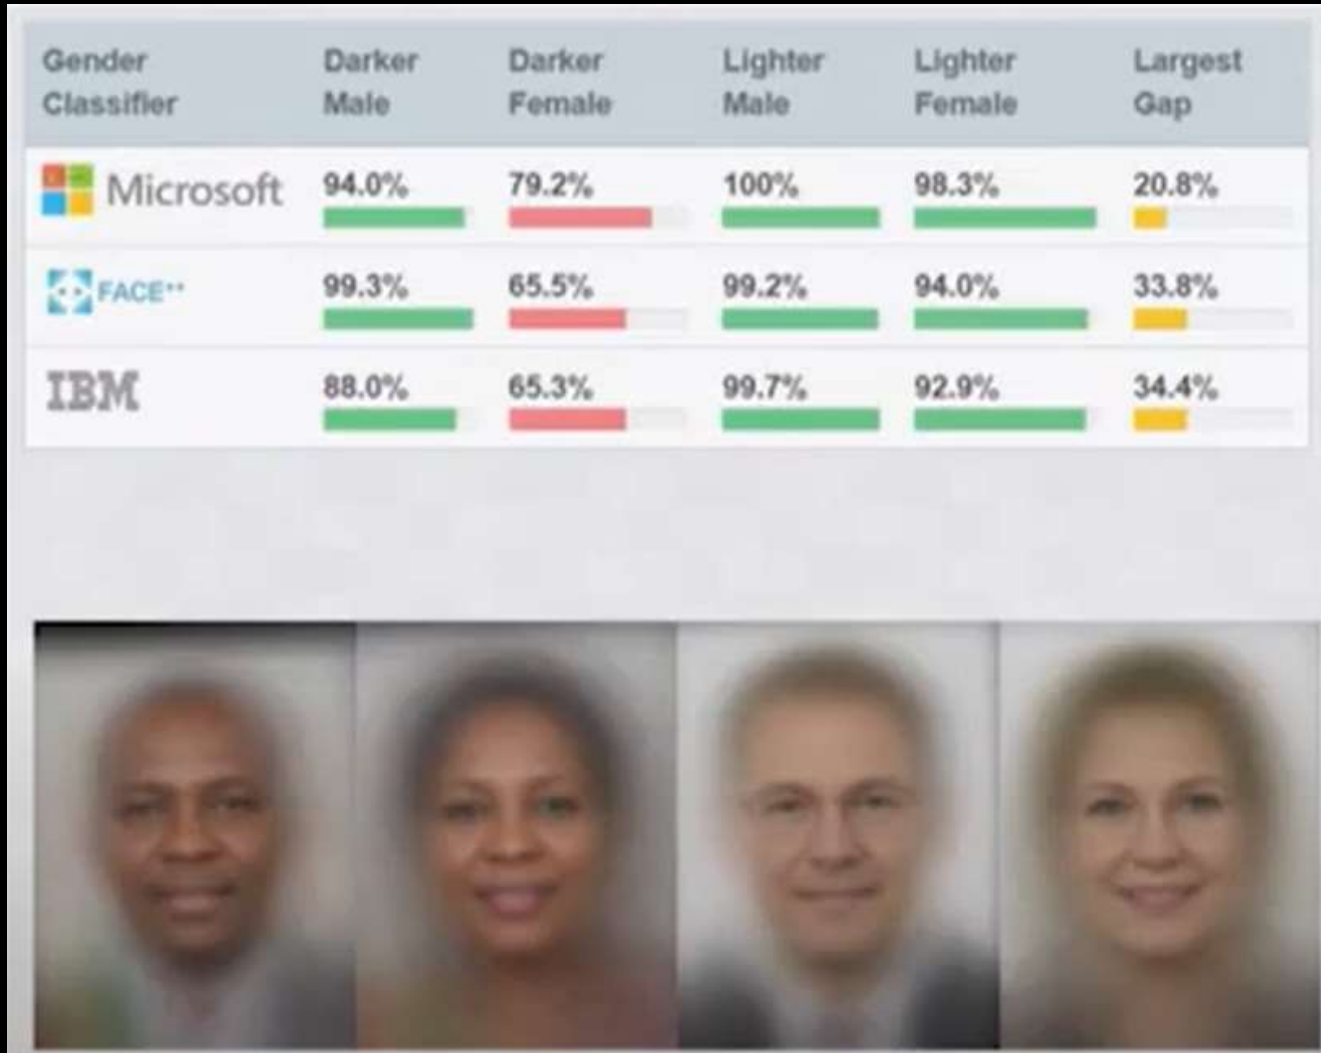 Gender Classifier Darker Male Darker Female Lighter Male Lighter Female Largest Gap
Microsoft 94.0% 79.2% 100% 98.3% 20.8%
FACE++ 99.3% 65.5% 99.2% 94.0% 33.8%
IBM 88.0% 65.3% 99.7% 92.9% 34.4%